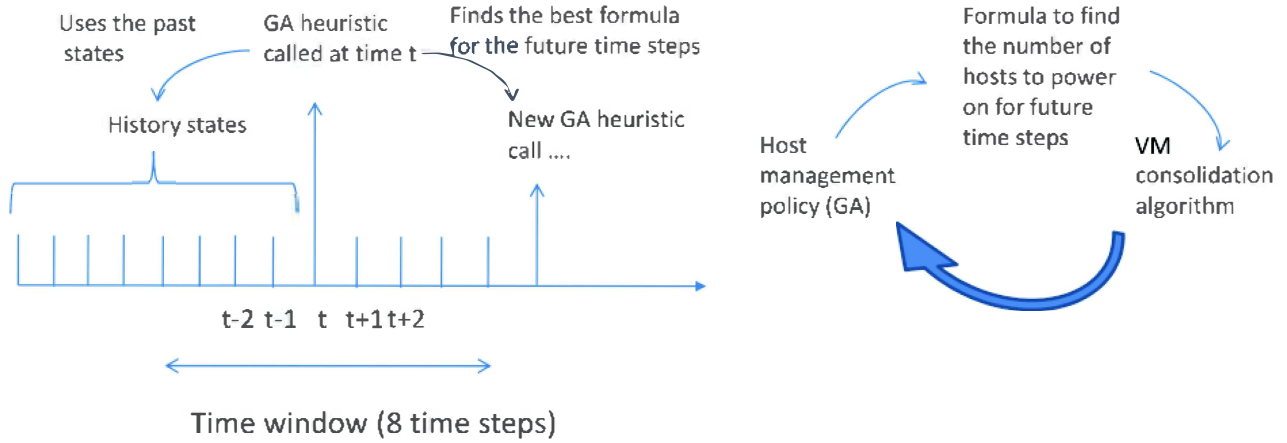 Uses the past
states
GA heuristic
called at time t
Finds the best formula
for the future time steps
History states
New GA heuristic
call ....
t-2 t-1 t t+1 t+2
Time window (8 time steps)
Formula to find
the number of
hosts to power
on for future
time steps
Host
management
policy (GA)
VM
consolidation
algorithm